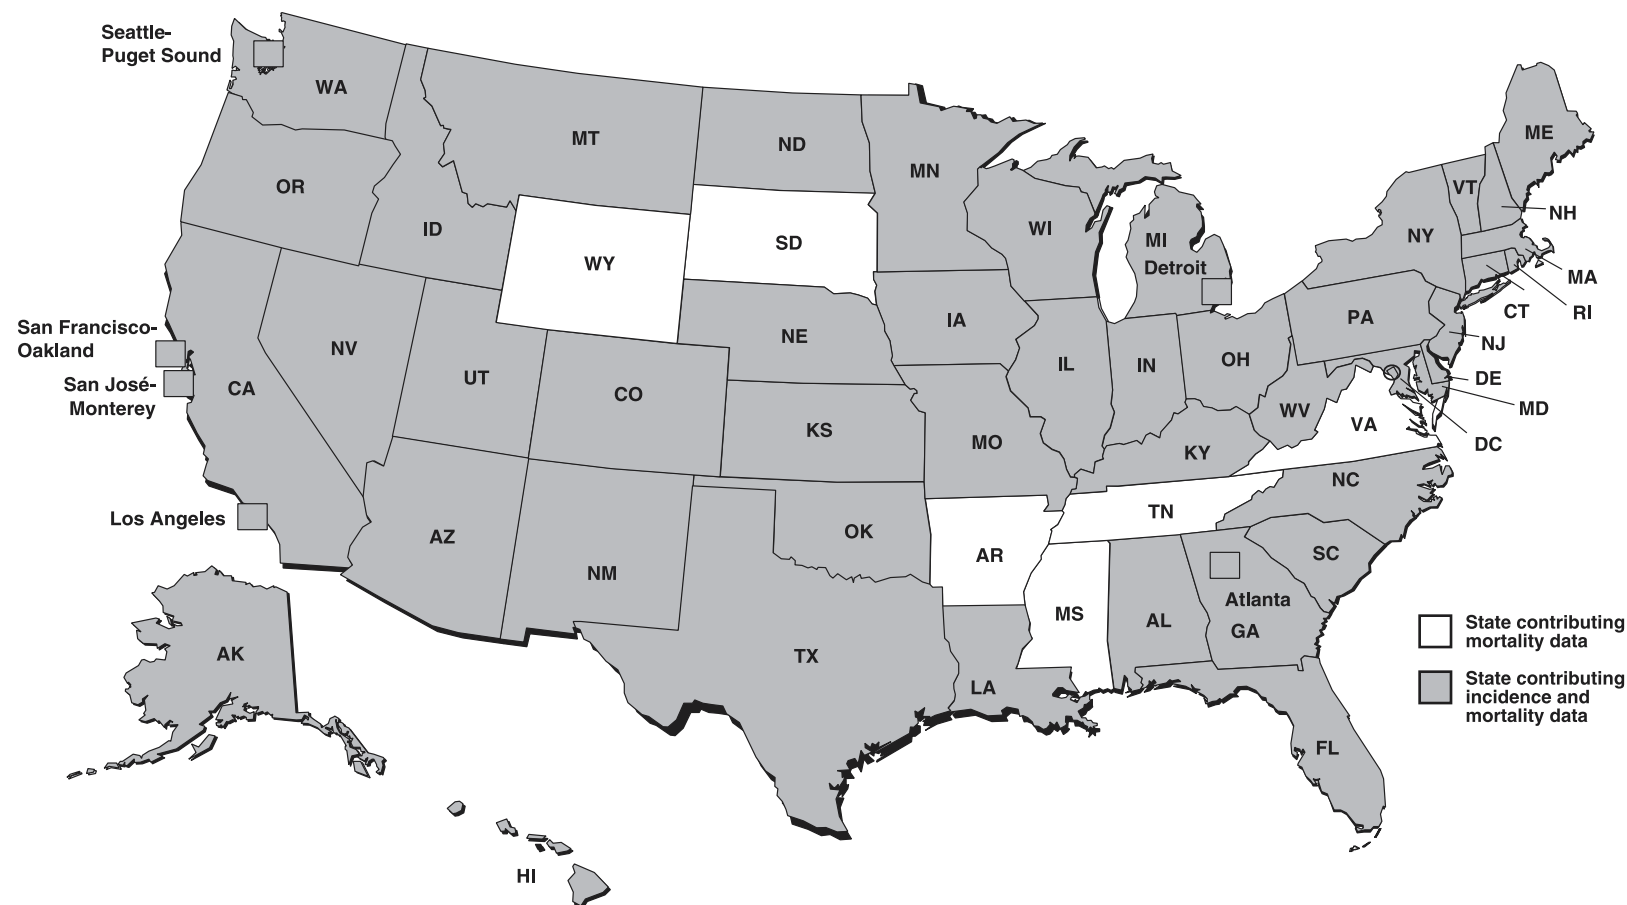 Seattle-
Puget Sound
WA
MT
ND
MN
ME
OR
ID
WY
SD
WI
MI
Detroit
NY
VT
NH
MA
RI
CT
San Francisco-
Oakland
San José-
Monterey
CA
NV
UT
CO
NE
IA
IL
IN
OH
PA
NJ
DE
MD
DC
KS
MO
KY
WV
VA
Los Angeles
AZ
NM
OK
AR
TN
NC
SC
MS
AL
Atlanta
GA
TX
LA
FL
AK
HI
State contributing
mortality data
State contributing
incidence and
mortality data